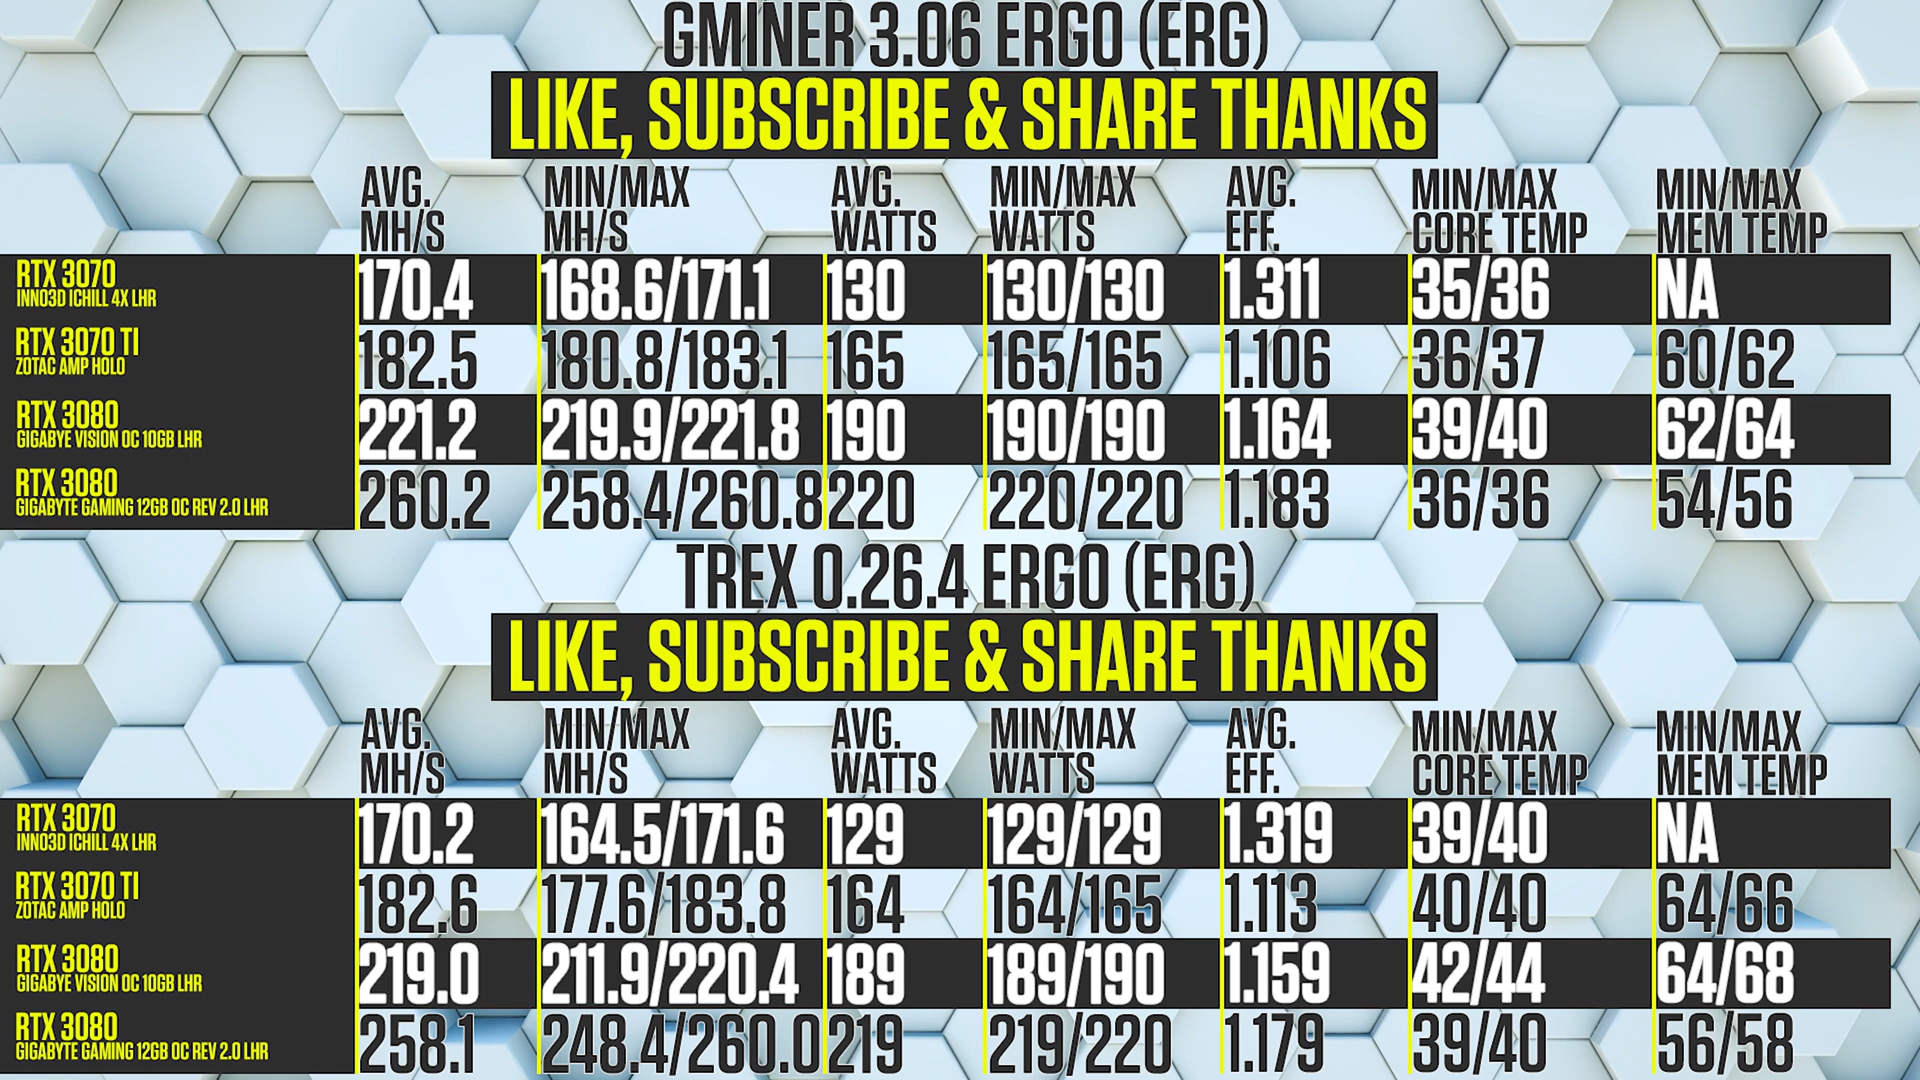 GMINER 3.06 ERGO (ERG)
LIKE, SUBSCRIBE & SHARE THANKS
AVG. MH/S MIN/MAX MH/S AVG. WATTS MIN/MAX WATTS AVG. EFF. MIN/MAX CORE TEMP MIN/MAX MEM TEMP
RTX 3070
INNO3D ICHILL 4X LHR
170.4 168.6/171.1 130 130/130 1.311 35/36 NA
RTX 3070 TI
ZOTAC AMP HOLO
182.5 180.8/183.1 165 165/165 1.106 36/37 60/62
RTX 3080
GIGABYE VISION OC 10GB LHR
221.2 219.9/221.8 190 190/190 1.164 39/40 62/64
RTX 3080
GIGABYTE GAMING 12GB OC REV 2.0 LHR
260.2 258.4/260.8 220 220/220 1.183 36/36 54/56
TREX 0.26.4 ERGO (ERG)
LIKE, SUBSCRIBE & SHARE THANKS
AVG. MH/S MIN/MAX MH/S AVG. WATTS MIN/MAX WATTS AVG. EFF. MIN/MAX CORE TEMP MIN/MAX MEM TEMP
RTX 3070
INNO3D ICHILL 4X LHR
170.2 164.5/171.6 129 129/129 1.319 39/40 NA
RTX 3070 TI
ZOTAC AMP HOLO
182.6 177.6/183.8 164 164/165 1.113 40/40 64/66
RTX 3080
GIGABYE VISION OC 10GB LHR
219.0 211.9/220.4 189 189/190 1.159 42/44 64/68
RTX 3080
GIGABYTE GAMING 12GB OC REV 2.0 LHR
258.1 248.4/260.0 219 219/220 1.179 39/40 56/58